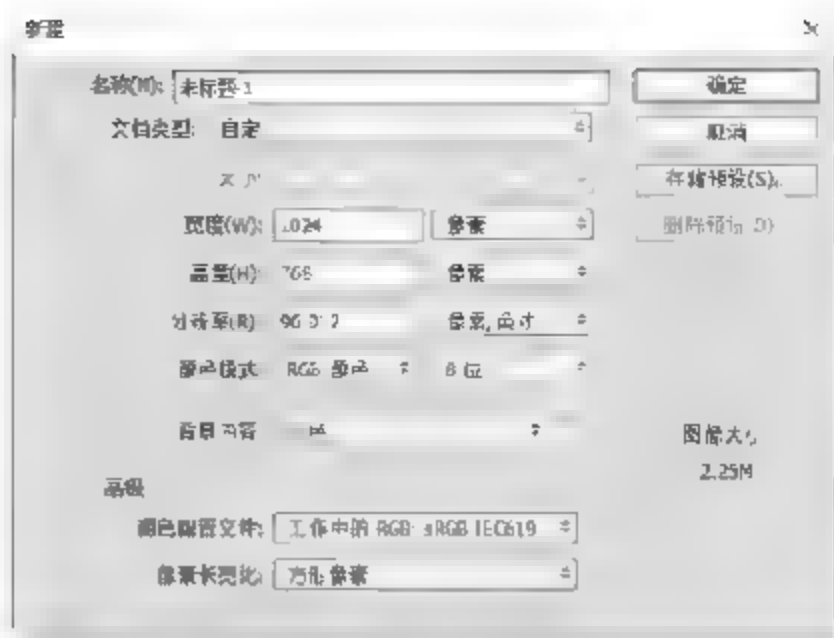 新建
名称(N): 未标题-1 确定
文档类型: 自定 取消
存储预设(S)...
宽度(W): 1024 像素
高度(H): 768 像素
分辨率(R) 像素/英寸
颜色模式 RGB 颜色 8 位
背景内容
图像大小
2.25M
高级
颜色配置文件: 工作中的 RGB: sRGB IEC619
像素长宽比: 方形像素